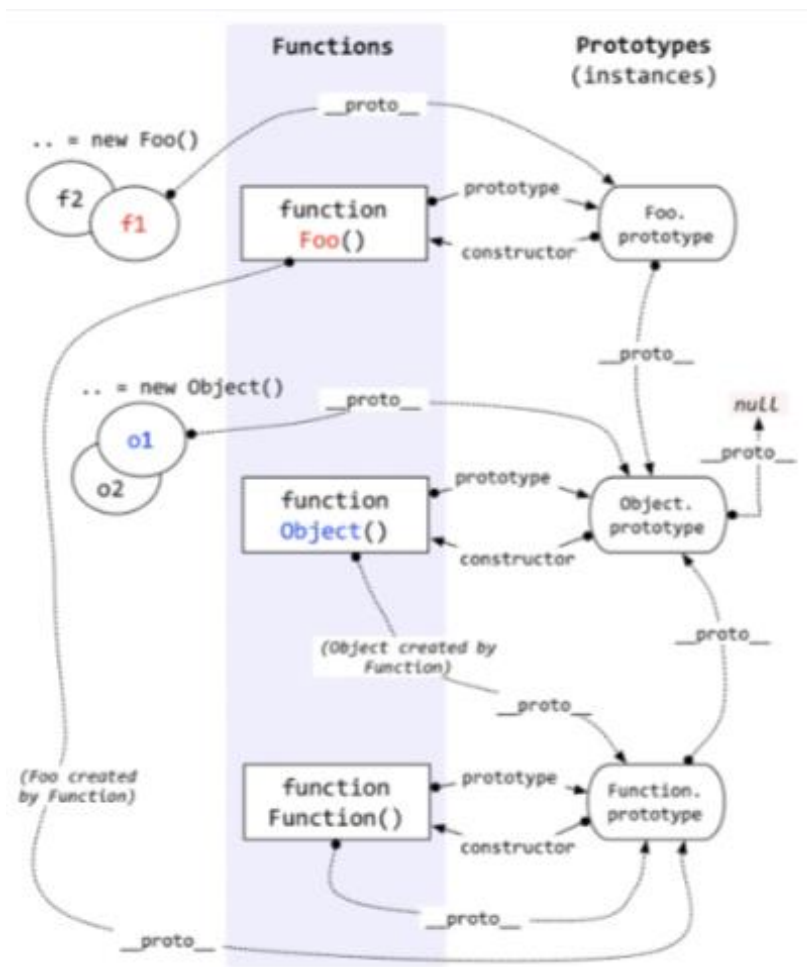 Functions
Prototypes
(instances)
__proto__
.. = new Foo()
f2
f1
function
Foo()
prototype
constructor
Foo.
prototype
__proto__
.. = new Object()
__proto__
null
__proto__
o1
o2
function
Object()
prototype
constructor
Object.
prototype
(Object created by
Function)
__proto__
__proto__
(Foo created
by Function)
function
Function()
prototype
constructor
Function.
prototype
__proto__
__proto__